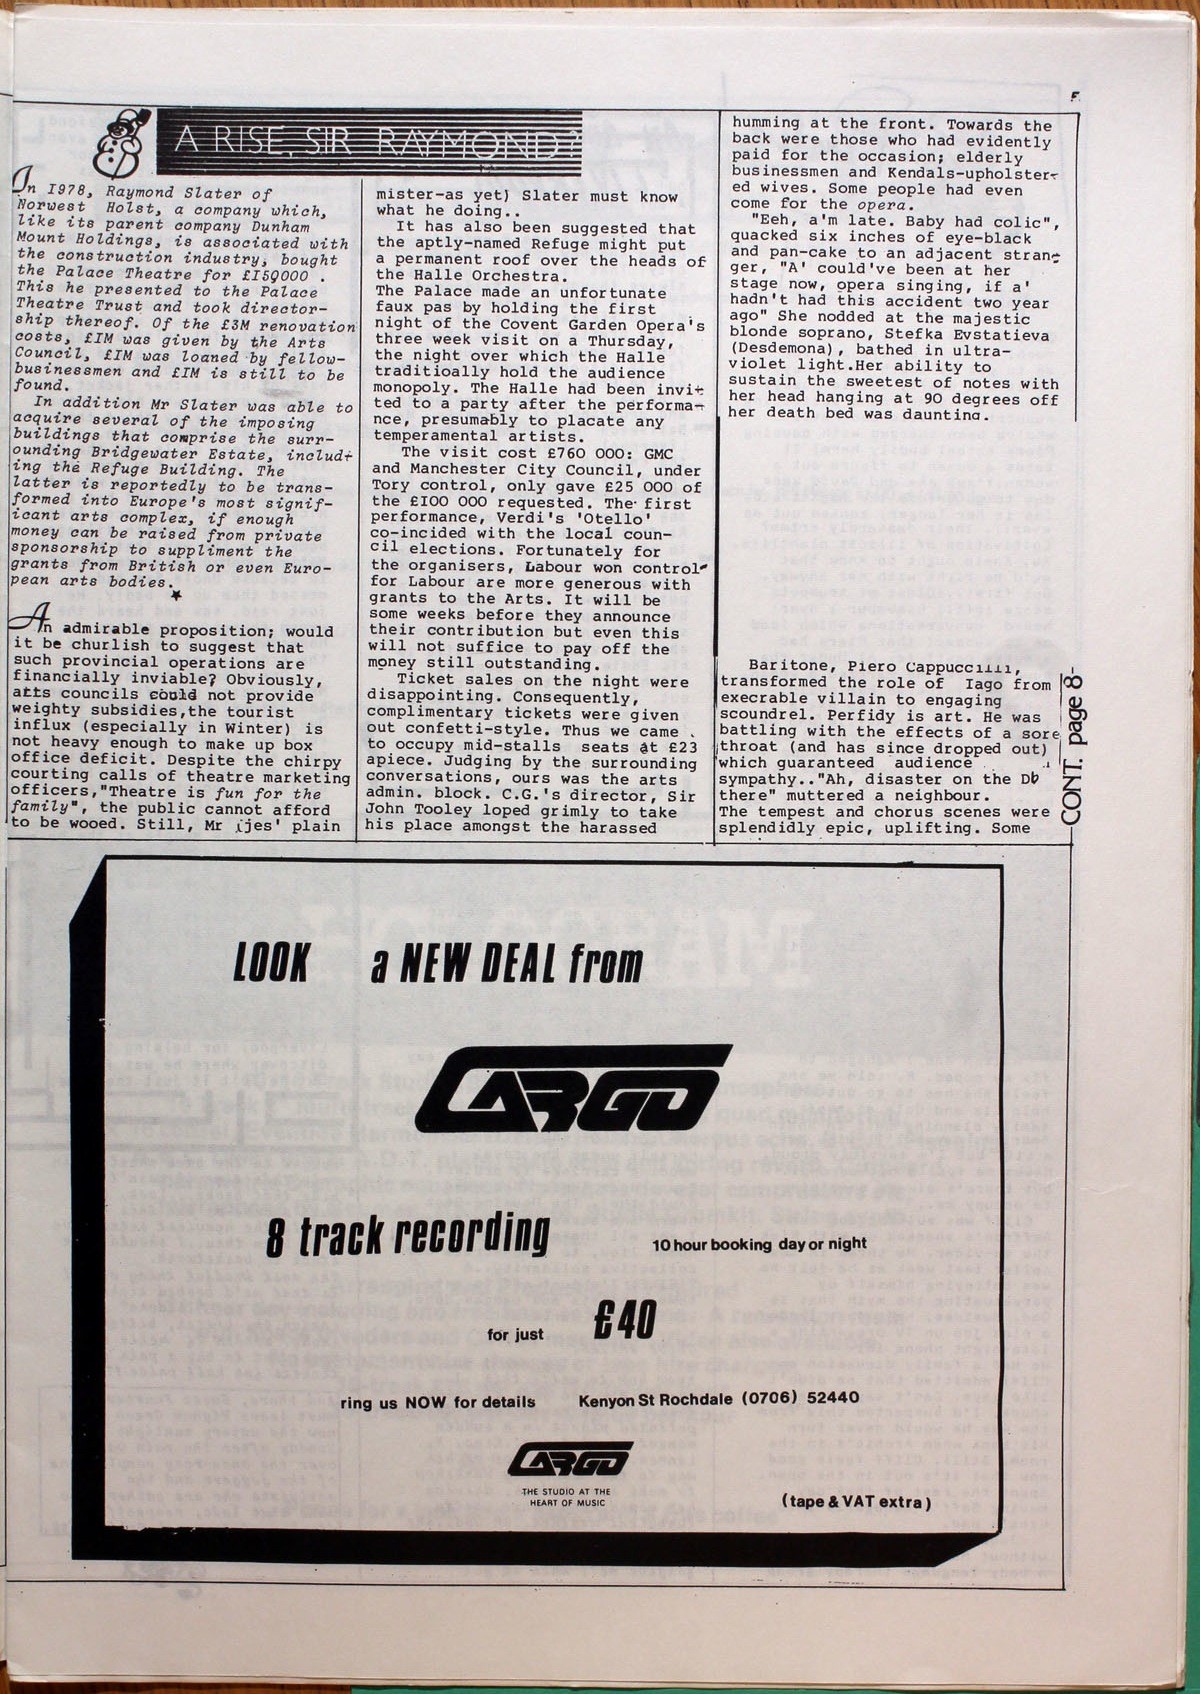 A RISE, SIR RAYMOND?
In I978, Raymond Slater of
Norwest Holst, a company which,
like its parent company Dunham
Mount Holdings, is associated with
the construction industry, bought
the Palace Theatre for £I50000 .
This he presented to the Palace
Theatre Trust and took director-
ship thereof. Of the £3M renovation
costs, £IM was given by the Arts
Council, £IM was loaned by fellow-
businessmen and £IM is still to be
found.
In addition Mr Slater was able to
acquire several of the imposing
buildings that comprise the surr-
ounding Bridgewater Estate, includ-
ing the Refuge Building. The
latter is reportedly to be trans-
formed into Europe's most signif-
icant arts complex, if enough
money can be raised from private
sponsorship to suppliment the
grants from British or even Euro-
pean arts bodies.
An admirable proposition; would
it be churlish to suggest that
such provincial operations are
financially inviable? Obviously,
arts councils could not provide
weighty subsidies,the tourist
influx (especially in Winter) is
not heavy enough to make up box
office deficit. Despite the chirpy
courting calls of theatre marketing
officers,"Theatre is fun for the
family", the public cannot afford
to be wooed. Still, Mr jes' plain
mister-as yet) Slater must know
what he doing..
It has also been suggested that
the aptly-named Refuge might put
a permanent roof over the heads of
the Halle Orchestra.
The Palace made an unfortunate
faux pas by holding the first
night of the Covent Garden Opera's
three week visit on a Thursday,
the night over which the Halle
traditioally hold the audience
monopoly. The Halle had been invi-
ted to a party after the performa-
nce, presumably to placate any
temperamental artists.
The visit cost £760 000: GMC
and Manchester City Council, under
Tory control, only gave £25 000 of
the £I00 000 requested. The first
performance, Verdi's 'Otello'
co-incided with the local coun-
cil elections. Fortunately for
the organisers, Labour won control
for Labour are more generous with
grants to the Arts. It will be
some weeks before they announce
their contribution but even this
will not suffice to pay off the
money still outstanding.
Ticket sales on the night were
disappointing. Consequently,
complimentary tickets were given
out confetti-style. Thus we came
to occupy mid-stalls seats at £23
apiece. Judging by the surrounding
conversations, ours was the arts
admin. block. C.G.'s director, Sir
John Tooley loped grimly to take
his place amongst the harassed
humming at the front. Towards the
back were those who had evidently
paid for the occasion; elderly
businessmen and Kendals-upholster-
ed wives. Some people had even
come for the opera.
"Eeh, a'm late. Baby had colic",
quacked six inches of eye-black
and pan-cake to an adjacent stran-
ger, "A' could've been at her
stage now, opera singing, if a'
hadn't had this accident two year
ago" She nodded at the majestic
blonde soprano, Stefka Evstatieva
(Desdemona), bathed in ultra-
violet light.Her ability to
sustain the sweetest of notes with
her head hanging at 90 degrees off
her death bed was daunting.
Baritone, Piero Cappuccilli,
transformed the role of Iago from
execrable villain to engaging
scoundrel. Perfidy is art. He was
battling with the effects of a sore
throat (and has since dropped out)
which guaranteed audience
sympathy.."Ah, disaster on the Db
there" muttered a neighbour.
The tempest and chorus scenes were
splendidly epic, uplifting. Some
CONT. page 8-
LOOK a NEW DEAL from
CARGO
8 track recording
10 hour booking day or night
for just £40
ring us NOW for details Kenyon St Rochdale (0706) 52440
CARGO
THE STUDIO AT THE
HEART OF MUSIC
(tape & VAT extra)